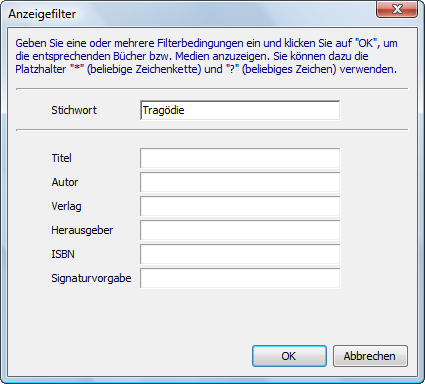 Anzeigefilter
Geben Sie eine oder mehrere Filterbedingungen ein und klicken Sie auf "OK", um
die entsprechenden Bücher bzw. Medien anzuzeigen. Sie können dazu die
Platzhalter "*" (beliebige Zeichenkette) und "?" (beliebiges Zeichen) verwenden.
Stichwort Tragödie
Titel
Autor
Verlag
Herausgeber
ISBN
Signaturvorgabe
OK Abbrechen